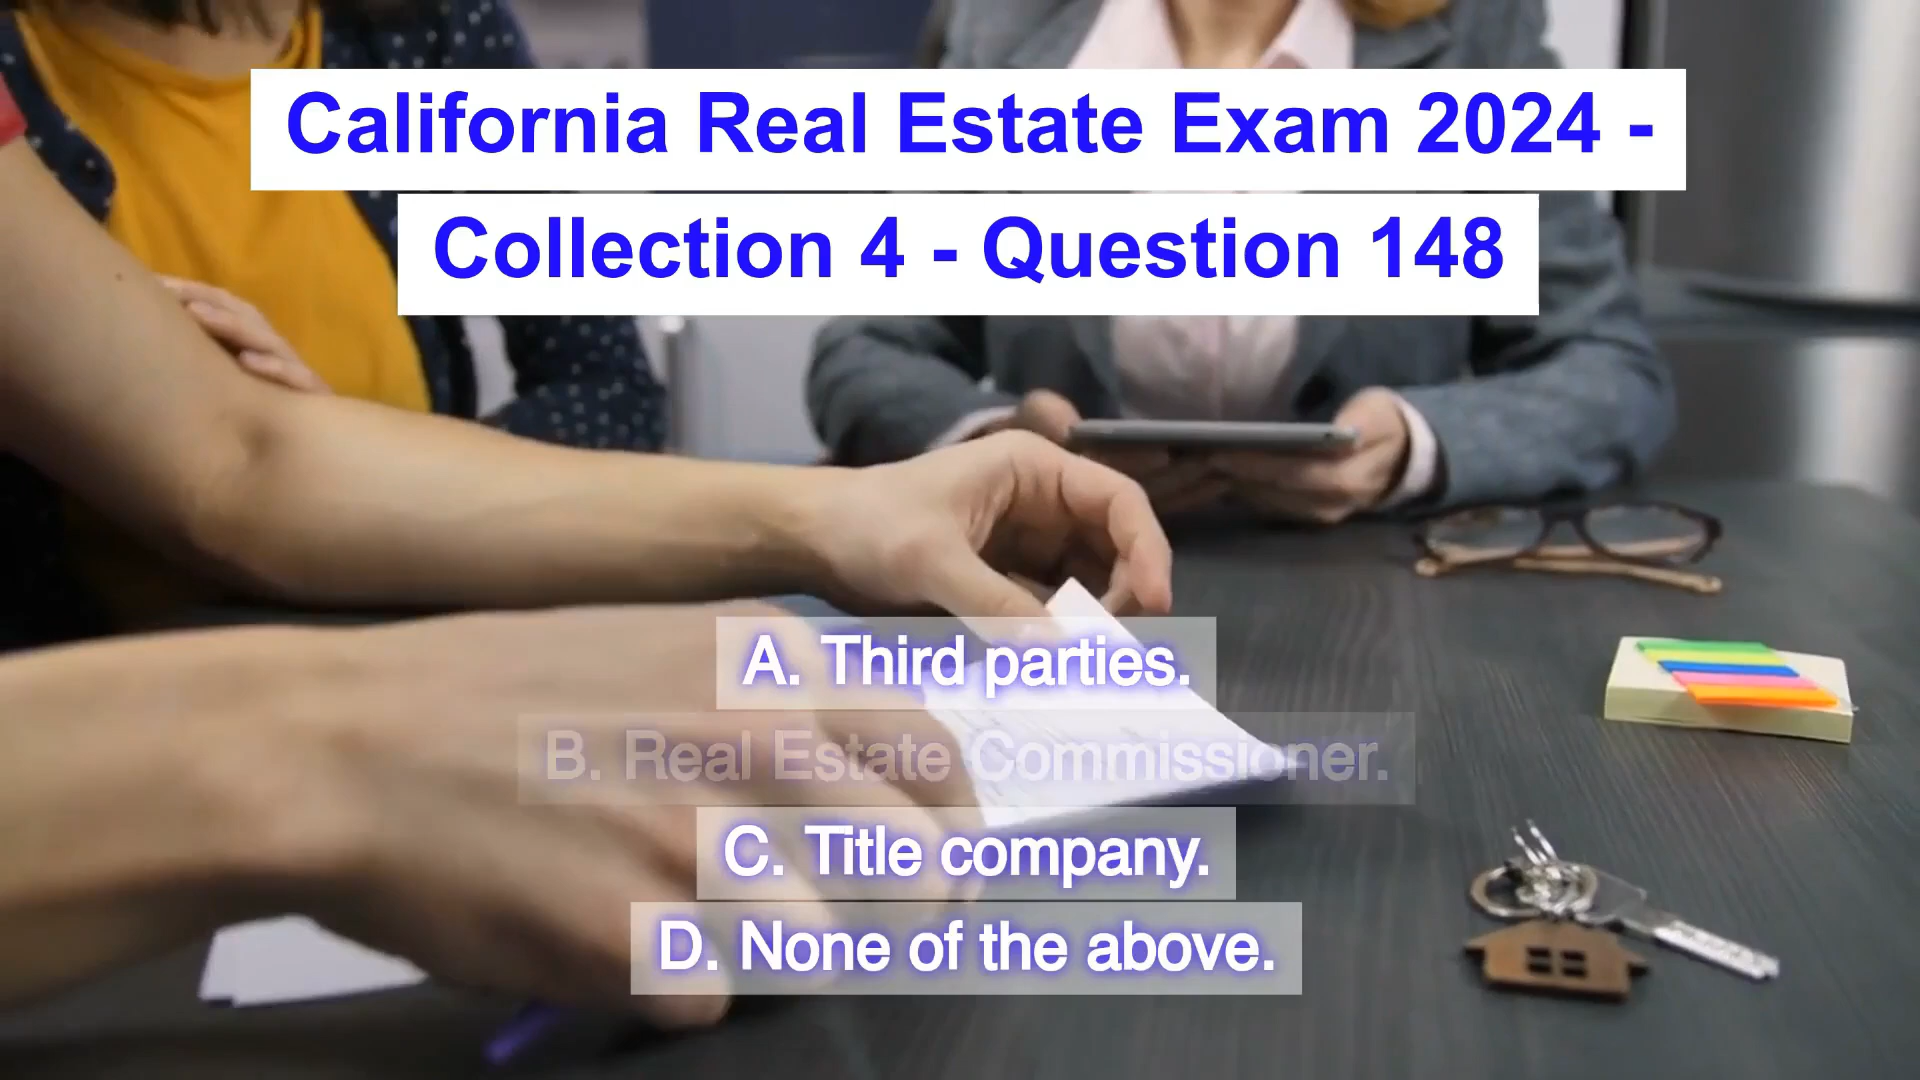 California Real Estate Exam 2024 -
Collection 4 - Question 148
A. Third parties.
B. Real Estate Commissioner.
C. Title company.
D. None of the above.